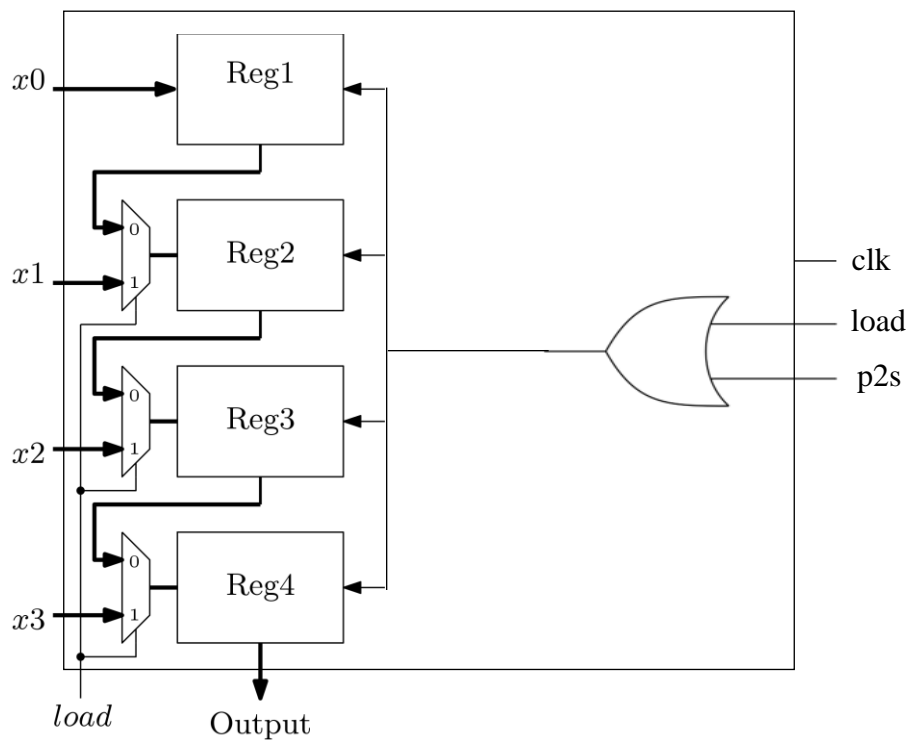 x0
Reg1
0
x1
1
Reg2
clk
load
p2s
0
x2
1
Reg3
0
x3
1
Reg4
load
Output